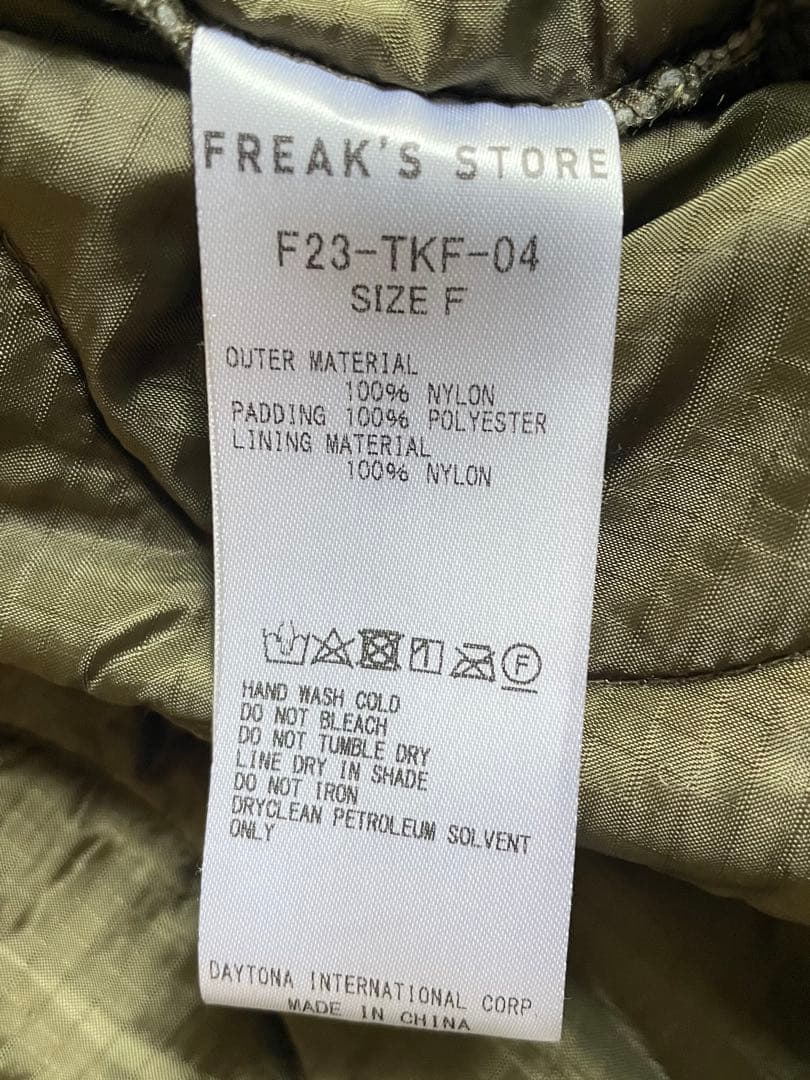 FREAK'S STORE
F23-TKF-04
SIZE F
OUTER MATERIAL
100% NYLON
PADDING 100% POLYESTER
LINING MATERIAL
100% NYLON
F
HAND WASH COLD
DO NOT BLEACH
DO NOT TUMBLE DRY
LINE DRY IN SHADE
DO NOT IRON
DRYCLEAN PETROLEUM SOLVENT
ONLY
DAYTONA INTERNATIONAL CORP.
MADE IN CHINA